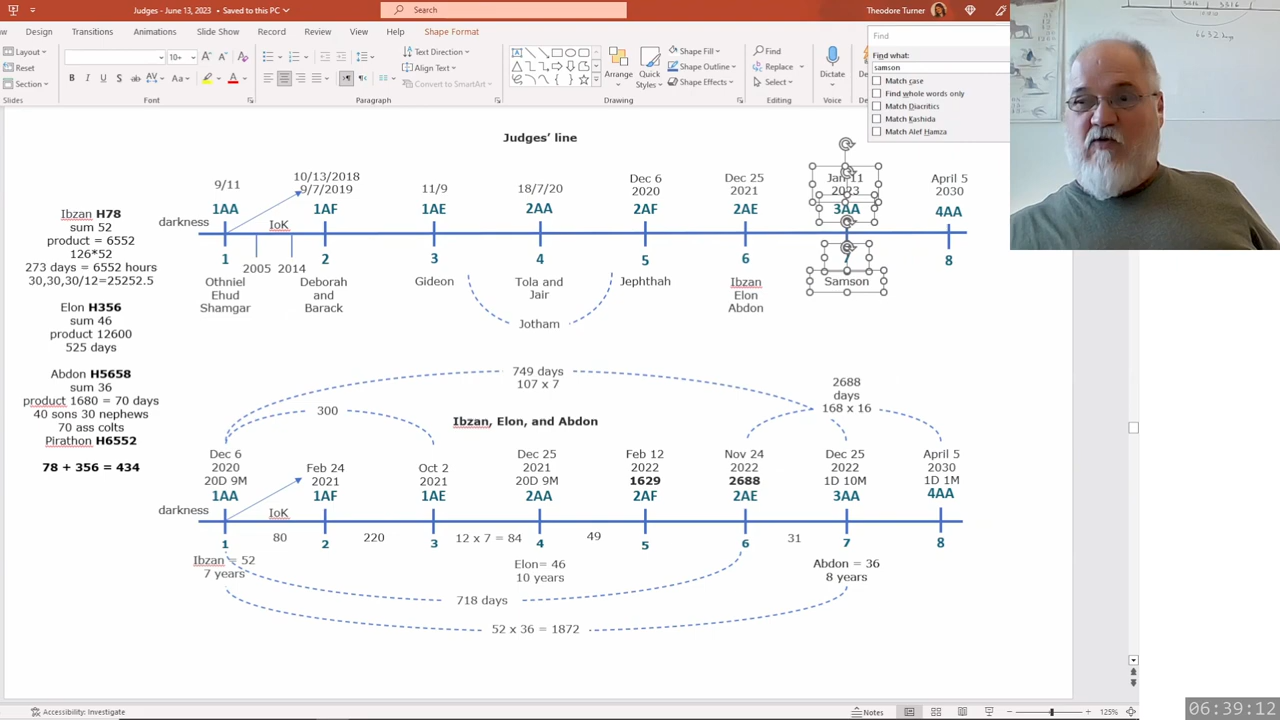 Judges - June 13, 2023 • Saved to this PC
Search
Theodore Turner
Design Transitions Animations Slide Show Record Review View Help Shape Format
Layout
Reset
Section
Slides
10+
B I U S ab AV Aa A
Font
Paragraph
Text Direction
Align Text
Convert to SmartArt
Arrange
Quick Styles
Shape Fill
Shape Outline
Shape Effects
Drawing
Find
Replace
Select
Editing
Dictate
Voice
Find
Find what:
samson
Match case
Find whole words only
Match Diacritics
Match Kashida
Match Alef Hamza
3516 3516
6632 days
Judges' line
9/11
10/13/2018
9/7/2019
11/9
18/7/20
Dec 6
2020
Dec 25
2021
Jan 11
2023
April 5
2030
darkness
1AA 1AF 1AE 2AA 2AF 2AE 3AA 4AA
IoK
1 2 3 4 5 6 7 8
2005 2014
Othniel
Ehud
Shamgar
Deborah
and
Barack
Gideon
Tola and
Jair
Jephthah
Ibzan
Elon
Abdon
Samson
Jotham
Ibzan H78
sum 52
product = 6552
126*52
273 days = 6552 hours
30,30,30/12=25252.5
Elon H356
sum 46
product 12600
525 days
Abdon H5658
sum 36
product 1680 = 70 days
40 sons 30 nephews
70 ass colts
Pirathon H6552
78 + 356 = 434
749 days
107 x 7
2688
days
168 x 16
300
Ibzan, Elon, and Abdon
Dec 6
2020
20D 9M
Feb 24
2021
Oct 2
2021
Dec 25
2021
20D 9M
Feb 12
2022
1629
Nov 24
2022
2688
Dec 25
2022
1D 10M
April 5
2030
1D 1M
darkness
1AA 1AF 1AE 2AA 2AF 2AE 3AA 4AA
IoK
80 220 12 x 7 = 84 49 31
1 2 3 4 5 6 7 8
Ibzan = 52
7 years
Elon= 46
10 years
Abdon = 36
8 years
718 days
52 x 36 = 1872
Accessibility: Investigate
Notes
125%
06:39:12